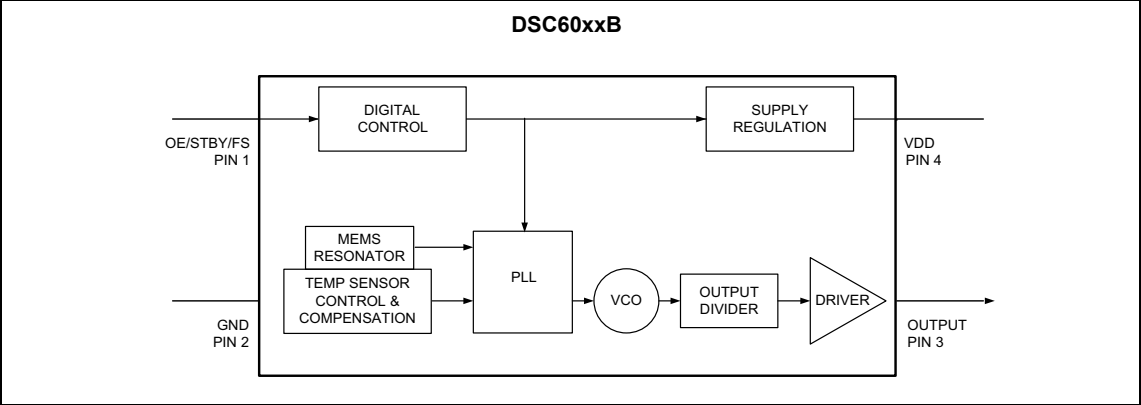 DSC60xxB
DIGITAL
CONTROL
SUPPLY
REGULATION
OE/STBY/FS
PIN 1
VDD
PIN 4
MEMS
RESONATOR
TEMP SENSOR
CONTROL &
COMPENSATION
PLL
VCO
OUTPUT
DIVIDER
DRIVER
GND
PIN 2
OUTPUT
PIN 3